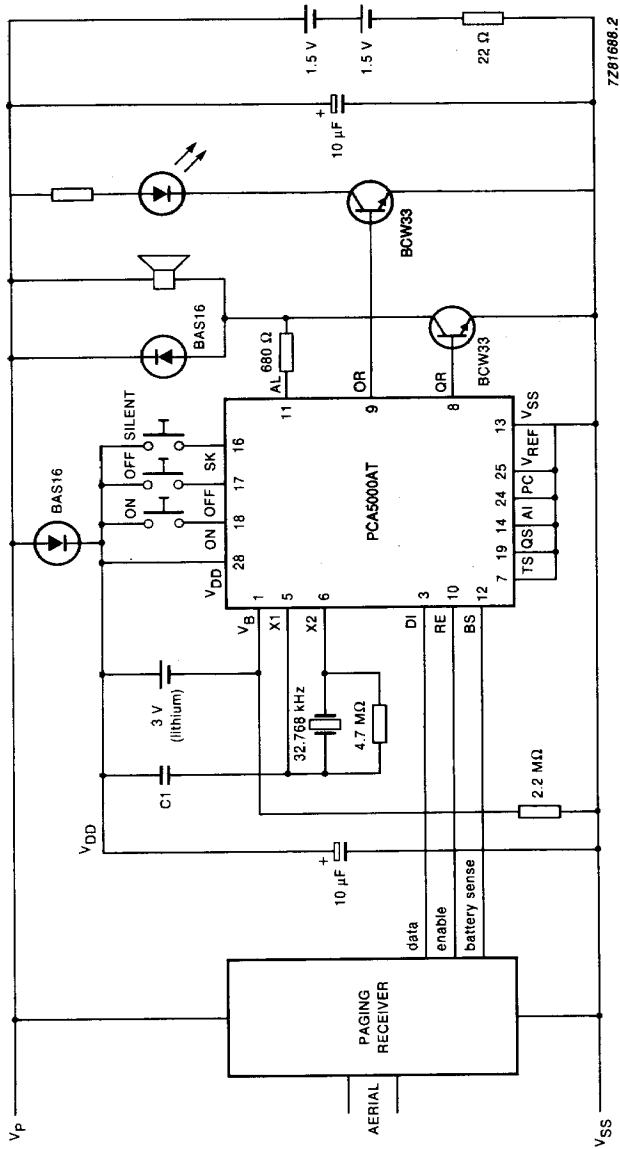 VP
BAS16
VDD
C1
3 V
(lithium)
ON
OFF
SILENT
BAS16
VDD
ON
OFF
SK
28
18
17
16
VB
1
X1
5
X2
6
32.768 kHz
4.7 MΩ
10 µF
+
2.2 MΩ
AERIAL
PAGING
RECEIVER
data
enable
battery sense
DI
3
RE
10
BS
12
PCA5000AT
AL
11
680 Ω
OR
9
QR
8
BCW33
BCW33
7
19
14
24
25
13
TS
QS
AI
PC
VREF
VSS
10 µF
+
1.5 V
1.5 V
22 Ω
VSS
7Z81688.2